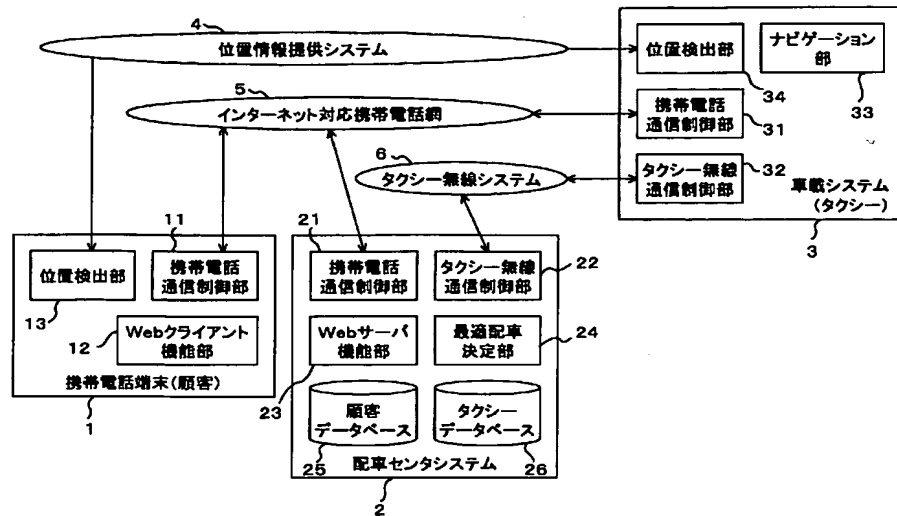 4
位置情報提供システム
5
インターネット対応携帯電話網
6
タクシー無線システム
位置検出部
34
ナビゲーション
部
33
携帯電話
通信制御部
31
タクシー無線
通信制御部
32
車載システム
(タクシー)
3
位置検出部
13
11
携帯電話
通信制御部
12
Webクライアント
機能部
携帯電話端末(顧客)
1
21
携帯電話
通信制御部
タクシー無線
通信制御部
22
Webサーバ
機能部
23
最適配車
決定部
24
顧客
データベース
25
タクシー
データベース
26
配車センタシステム
2